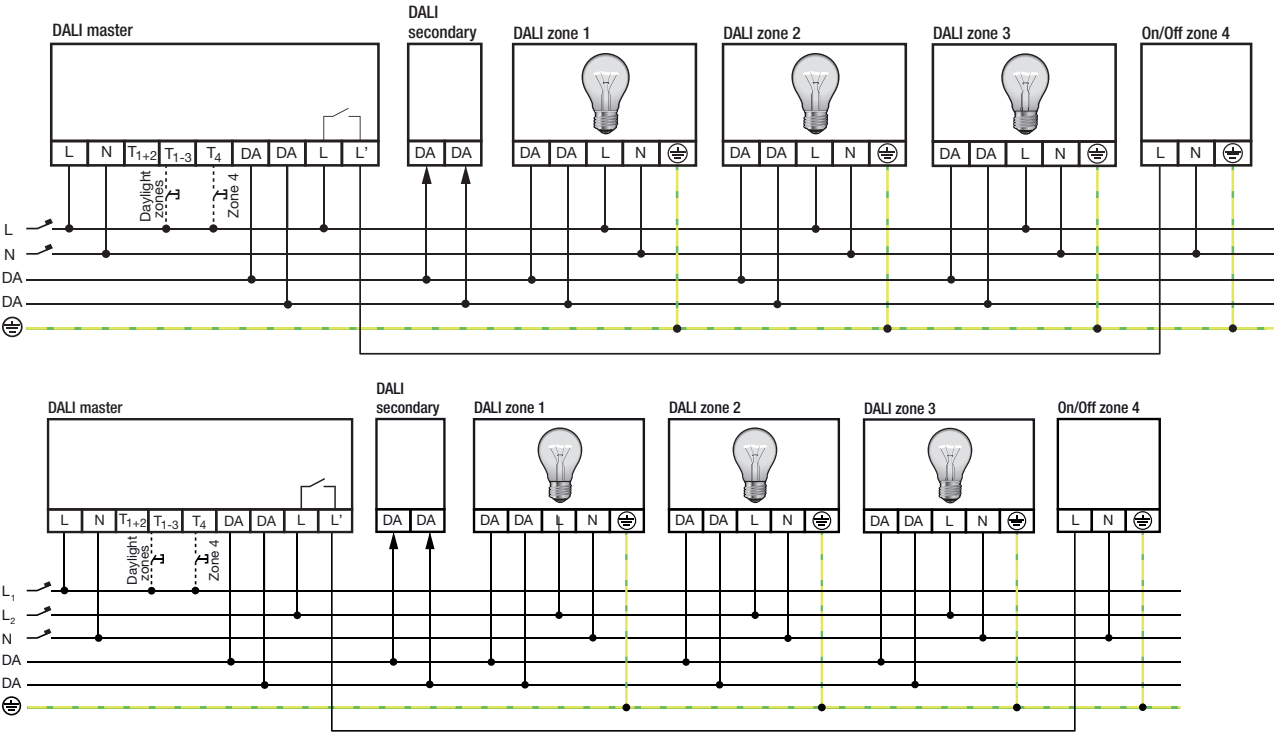 DALI master
DALI
secondary
DALI zone 1
DALI zone 2
DALI zone 3
On/Off zone 4
L N T1+2 T1-3 T4 DA DA L L'
DA DA
DA DA L N
DA DA L N
DA DA L N
L N
Daylight
zones
Zone 4
L
N
DA
DA
DALI master
DALI
secondary
DALI zone 1
DALI zone 2
DALI zone 3
On/Off zone 4
L N T1+2 T1-3 T4 DA DA L L'
DA DA
DA DA L N
DA DA L N
DA DA L N
L N
Daylight
zones
Zone 4
L1
L2
N
DA
DA